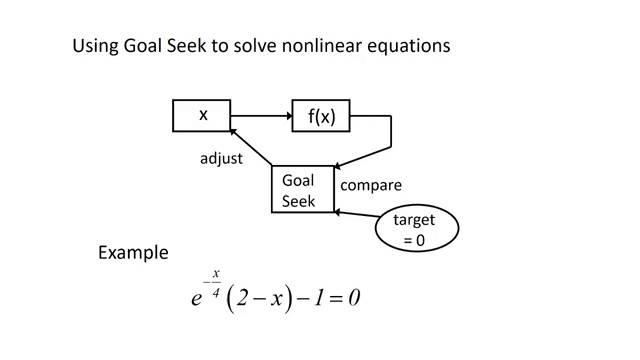 Using Goal Seek to solve nonlinear equations
x
f(x)
adjust
Goal
Seek
compare
target
= 0
Example
e^{-\frac{x}{4}}(2-x)-1=0